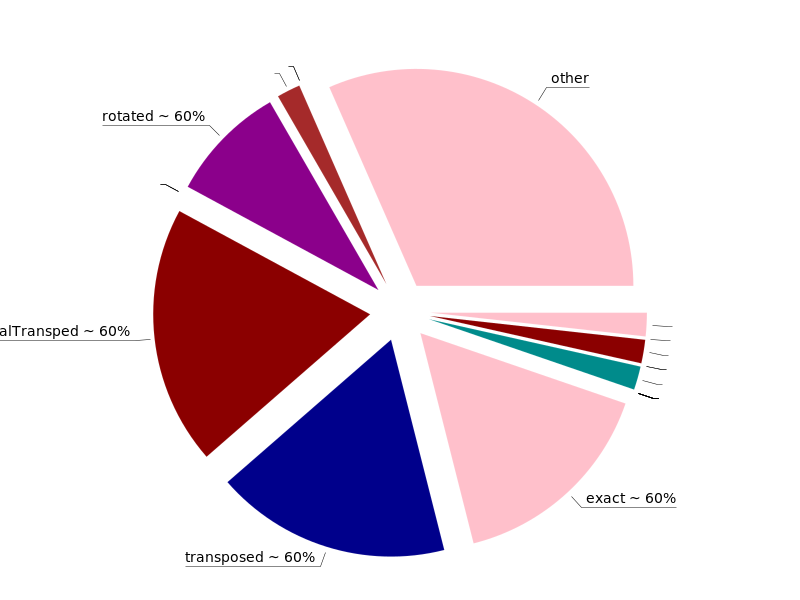 other
rotated ~ 60%
alTransped ~ 60%
exact ~ 60%
transposed ~ 60%